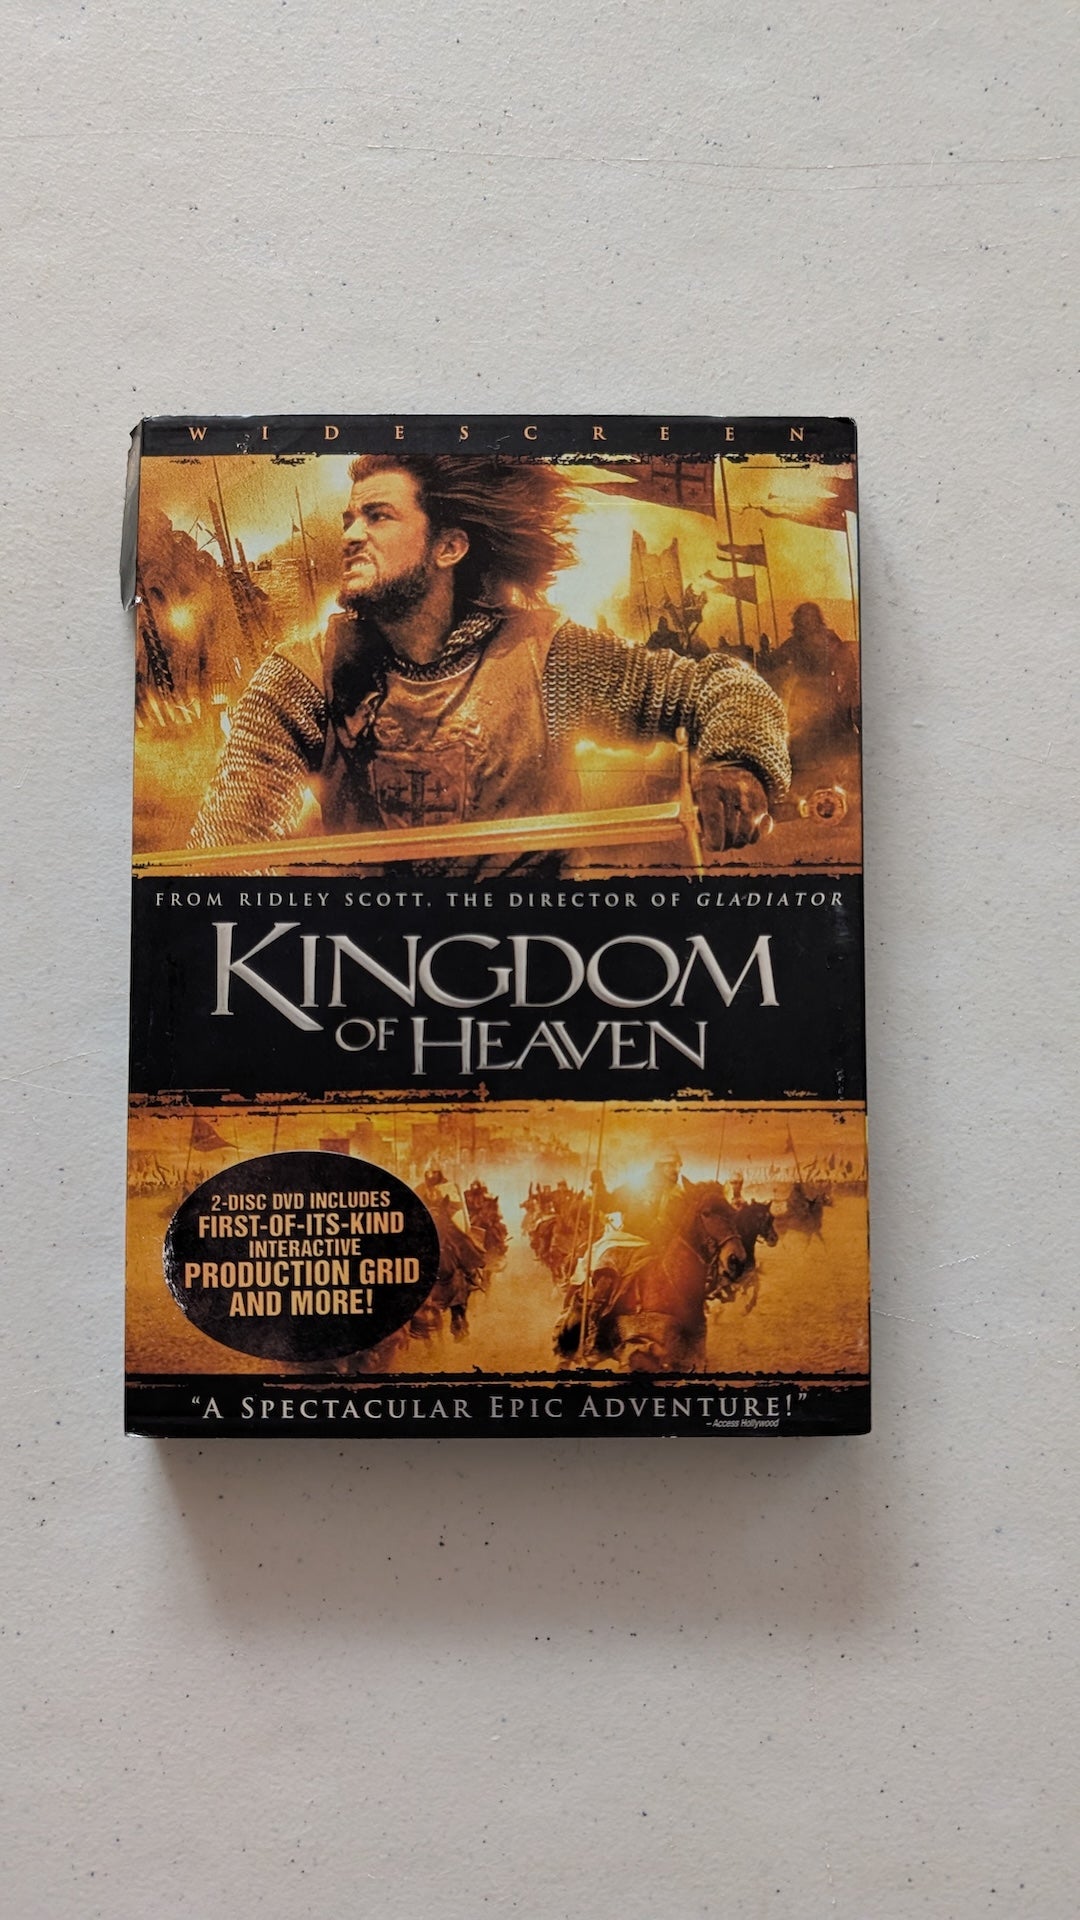 WIDESCREEN
FROM RIDLEY SCOTT, THE DIRECTOR OF GLADIATOR
KINGDOM
OF HEAVEN
2-DISC DVD INCLUDES
FIRST-OF-ITS-KIND
INTERACTIVE
PRODUCTION GRID
AND MORE!
"A SPECTACULAR EPIC ADVENTURE!"
– Access Hollywood